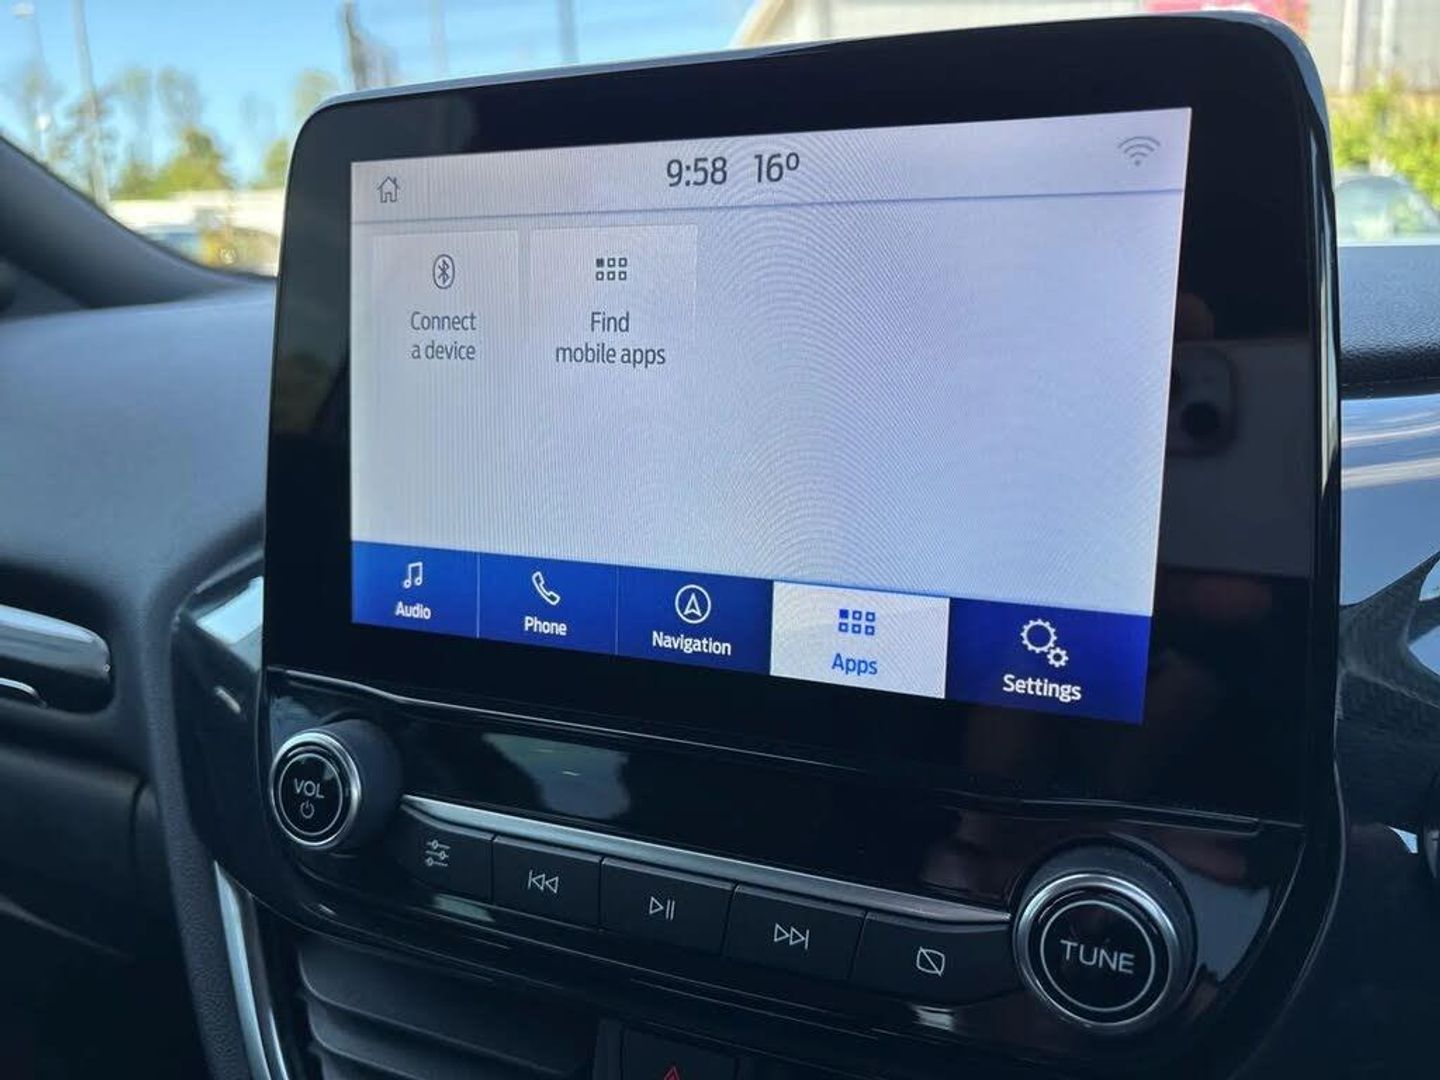 9:58 16°
Connect
a device
Find
mobile apps
Audio
Phone
Navigation
Apps
Settings
VOL
TUNE